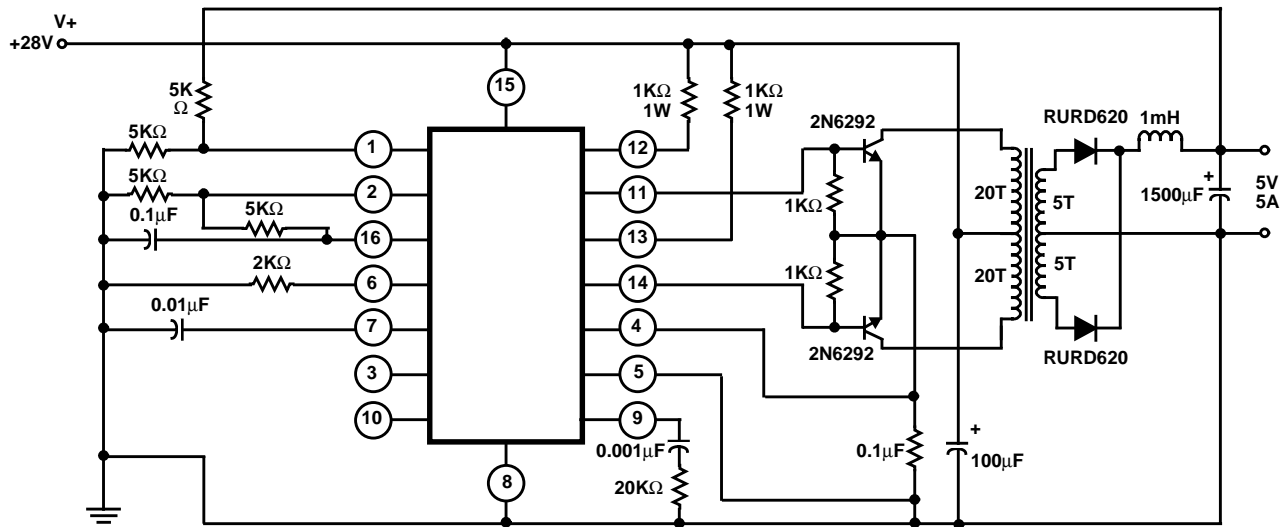 V+
+28V
5K
Ω
15
1KΩ
1W
1KΩ
1W
2N6292
RURD620
1mH
5KΩ
1
12
5KΩ
2
11
20T
5T
+
1500µF
5V
5A
0.1µF
5KΩ
1KΩ
16
13
2KΩ
6
14
1KΩ
20T
5T
0.01µF
7
4
2N6292
RURD620
3
5
10
9
+
0.001µF
0.1µF
100µF
8
20KΩ